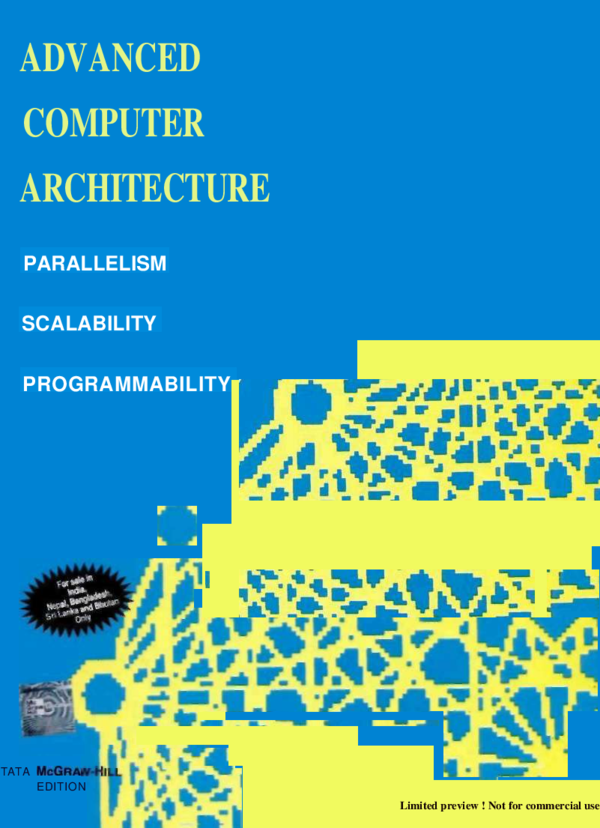 ADVANCED
COMPUTER
ARCHITECTURE
PARALLELISM
SCALABILITY
PROGRAMMABILITY
For sale in
India,
Nepal, Bangladesh,
Sri Lanka and Bhutan
Only
TATA McGRAW-HILL
EDITION
Limited preview ! Not for commercial use